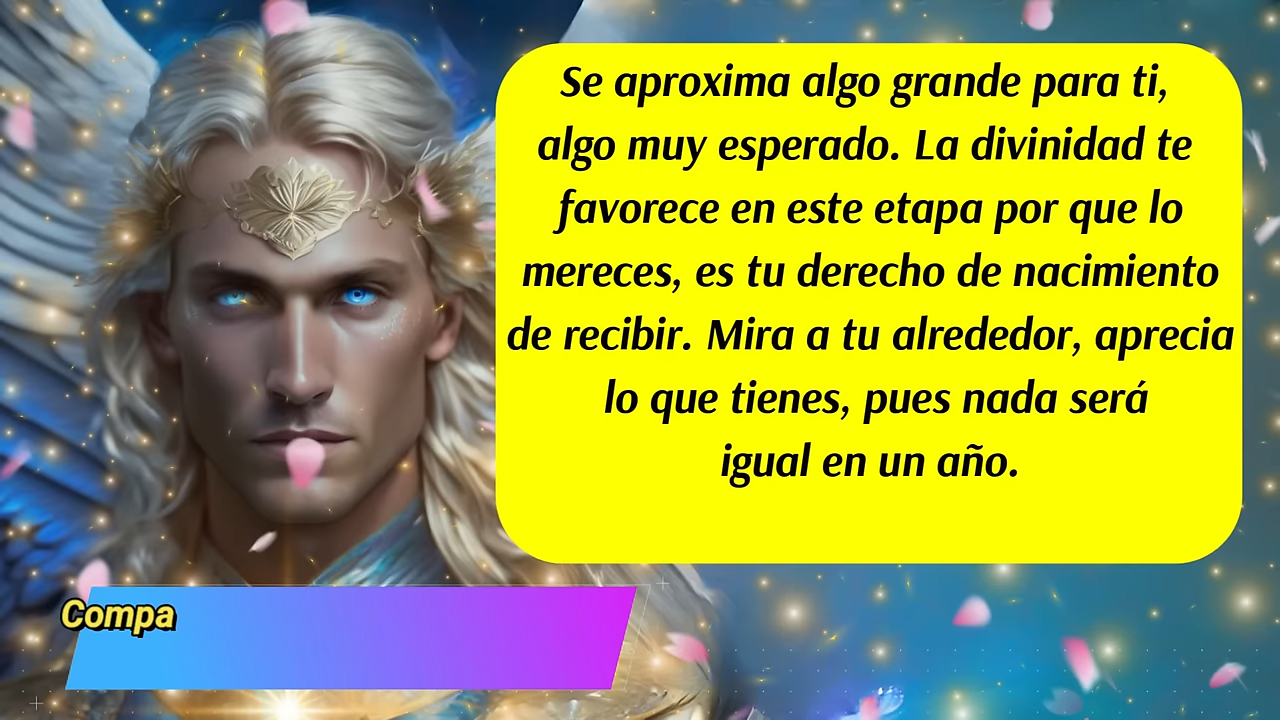 Se aproxima algo grande para ti,
algo muy esperado. La divinidad te
favorece en este etapa por que lo
mereces, es tu derecho de nacimiento
de recibir. Mira a tu alrededor, aprecia
lo que tienes, pues nada será
igual en un año.
Compa